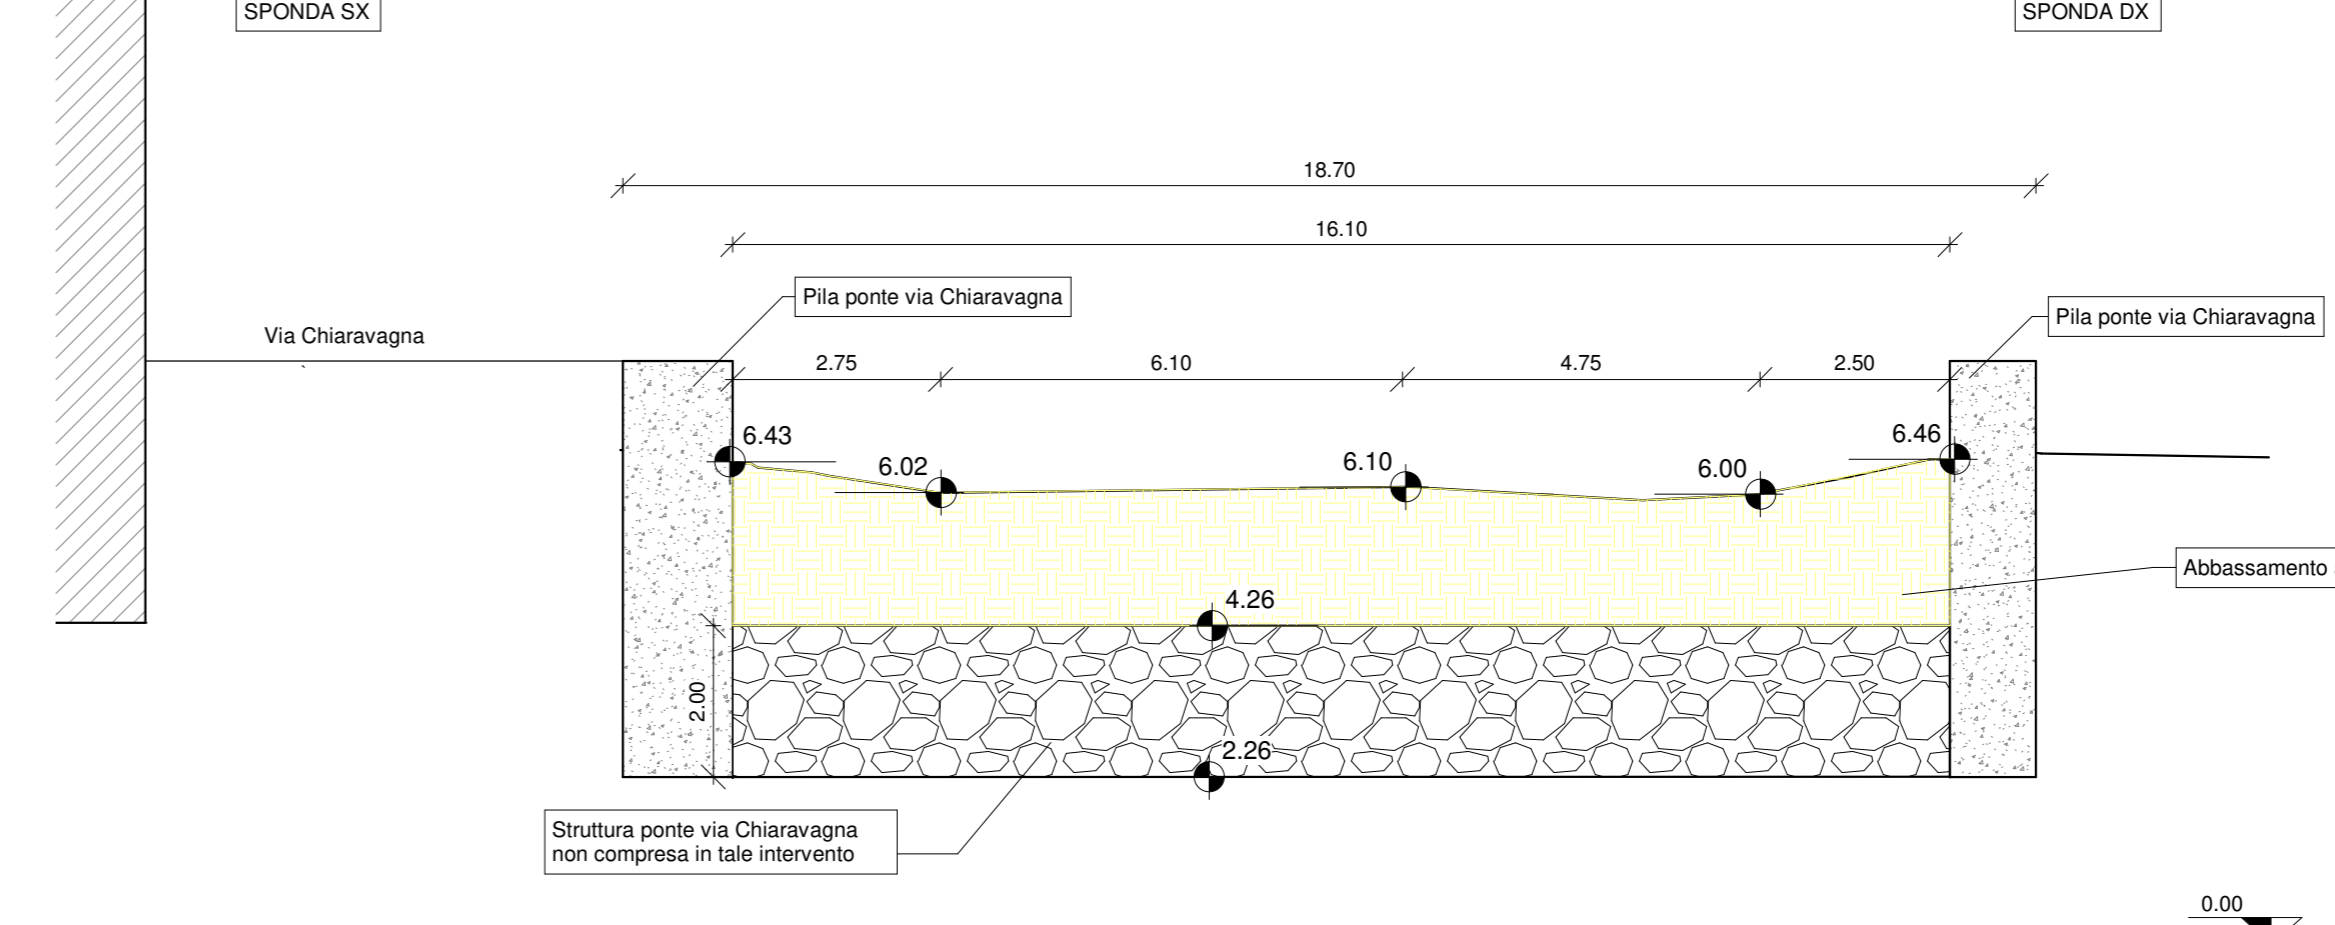 SPONDA SX
SPONDA DX
18.70
16.10
Pila ponte via Chiaravagna
Pila ponte via Chiaravagna
Via Chiaravagna
2.75
6.10
4.75
2.50
6.43
6.02
6.10
6.00
6.46
Abbassamento
4.26
2.00
2.26
Struttura ponte via Chiaravagna
non compresa in tale intervento
0.00